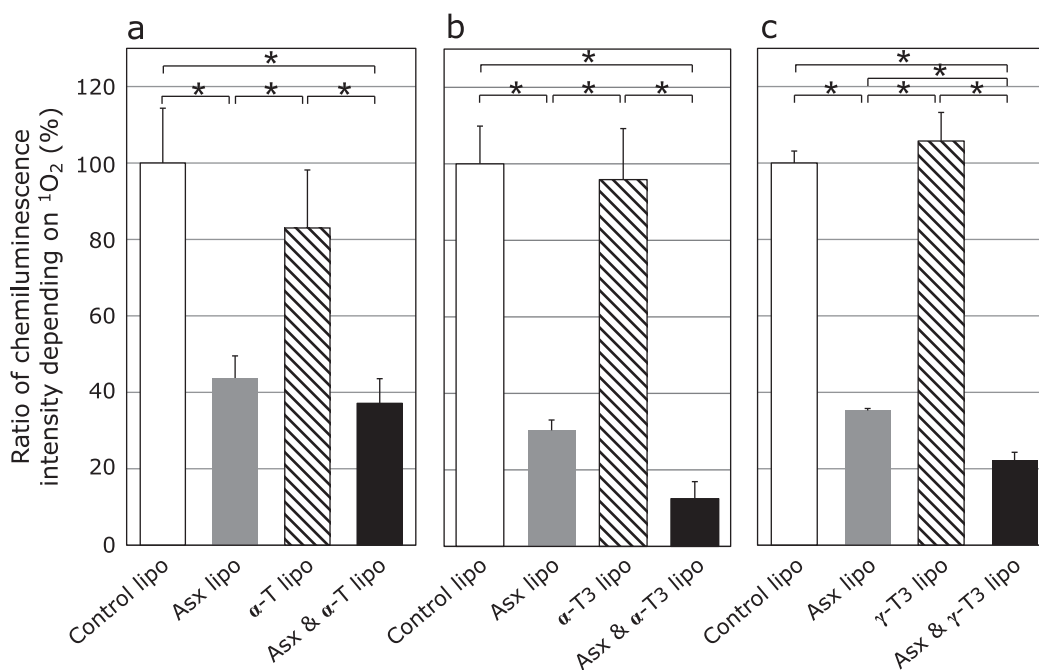 a
b
c
Ratio of chemiluminescence
intensity depending on ¹O₂ (%)
120
100
80
60
40
20
0
* * * *
* * * *
* * * * *
Control lipo
Asx lipo
α-T lipo
Asx & α-T lipo
Control lipo
Asx lipo
α-T3 lipo
Asx & α-T3 lipo
Control lipo
Asx lipo
γ-T3 lipo
Asx & γ-T3 lipo